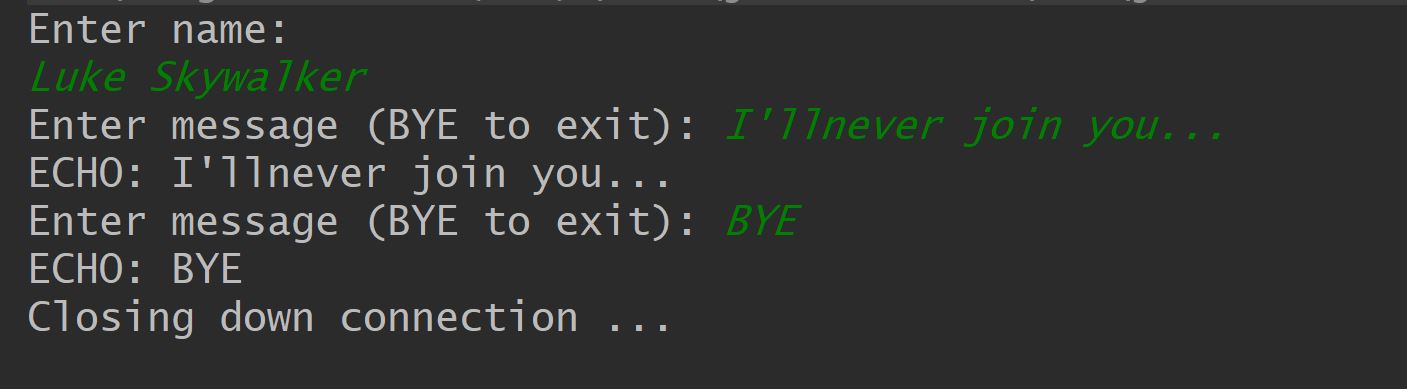 Enter name:
Luke Skywalker
Enter message (BYE to exit): I'llnever join you...
ECHO: I'llnever join you...
Enter message (BYE to exit): BYE
ECHO: BYE
Closing down connection ...